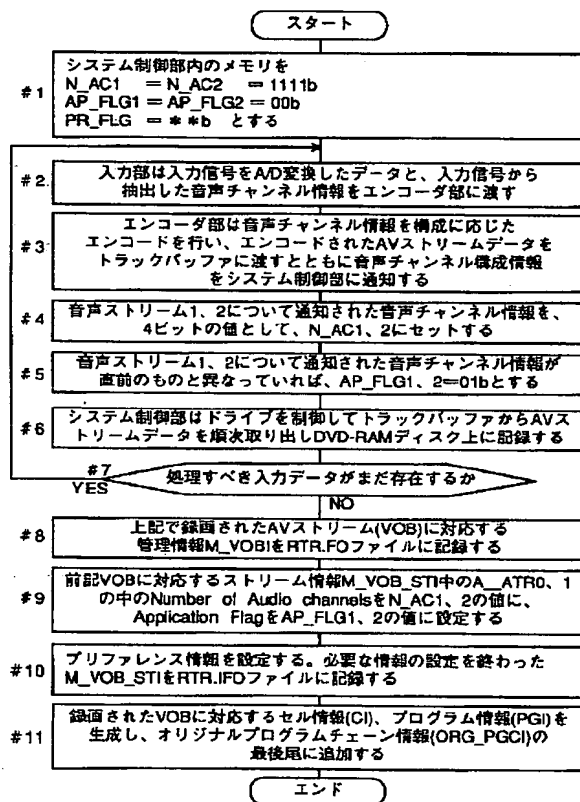 スタート
#1
システム制御部内のメモリを
N_AC1 =N_AC2 =1111b
AP_FLG1=AP_FLG2=00b
PR_FLG =**b とする
#2
入力部は入力信号をA/D変換したデータと、入力信号から
抽出した音声チャンネル情報をエンコーダ部に渡す
#3
エンコーダ部は音声チャンネル情報を構成に応じた
エンコードを行い、エンコードされたAVストリームデータを
トラックバッファに渡すとともに音声チャンネル構成情報
をシステム制御部に通知する
#4
音声ストリーム1、2について通知された音声チャンネル情報を、
4ビットの値として、N_AC1、2にセットする
#5
音声ストリーム1、2について通知された音声チャンネル情報が
直前のものと異なっていれば、AP_FLG1、2=01bとする
#6
システム制御部はドライブを制御してトラックバッファからAVス
トリームデータを順次取り出しDVD-RAMディスク上に記録する
#7
処理すべき入力データがまだ存在するか
YES
NO
#8
上記で録画されたAVストリーム(VOB)に対応する
管理情報M_VOBIをRTR.IFOファイルに記録する
#9
前記VOBに対応するストリーム情報M_VOB_STI中のA__ATR0、1
の中のNumber of Audio channelsをN_AC1、2の値に、
Application FlagをAP_FLG1、2の値に設定する
#10
プリファレンス情報を設定する。必要な情報の設定を終わった
M_VOB_STIをRTR.IFOファイルに記録する
#11
録画されたVOBに対応するセル情報(CI)、プログラム情報(PGI)を
生成し、オリジナルプログラムチェーン情報(ORG_PGCI)の
最後尾に追加する
エンド